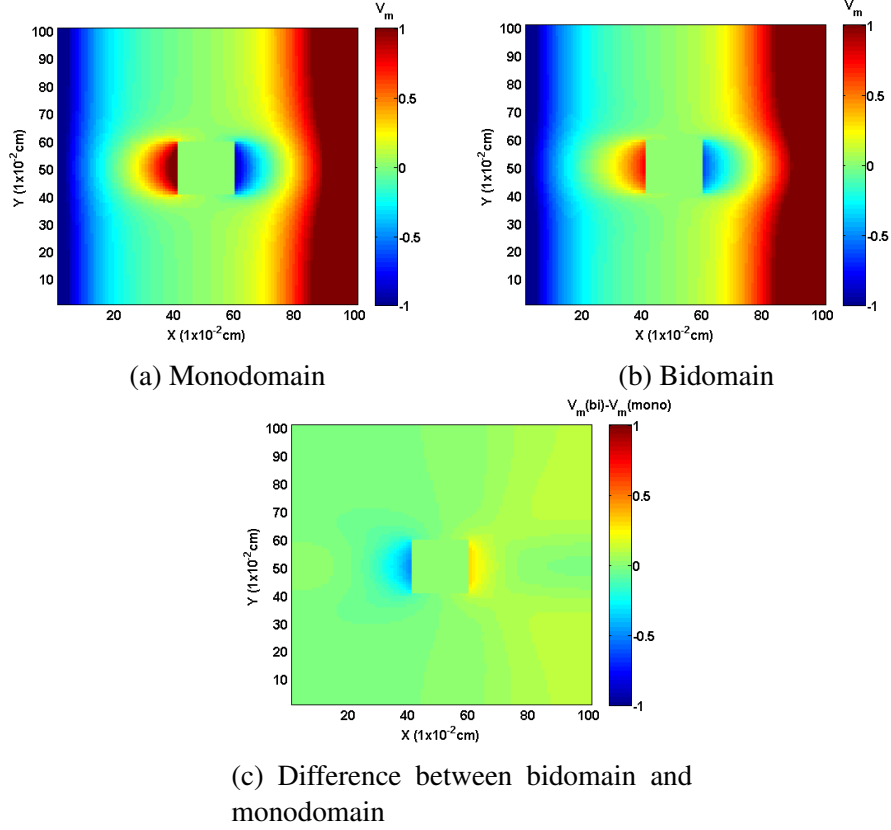 V_m
100
90
80
70
60
50
40
30
20
10
Y (1x10^-2cm)
20 40 60 80 100
X (1x10^-2cm)
1
0.5
0
-0.5
-1
(a) Monodomain
V_m
100
90
80
70
60
50
40
30
20
10
Y (1x10^-2cm)
20 40 60 80 100
X (1x10^-2cm)
1
0.5
0
-0.5
-1
(b) Bidomain
V_m(bi)-V_m(mono)
100
90
80
70
60
50
40
30
20
10
Y (1x10^-2cm)
20 40 60 80 100
X (1x10^-2cm)
1
0.5
0
-0.5
-1
(c) Difference between bidomain and
monodomain